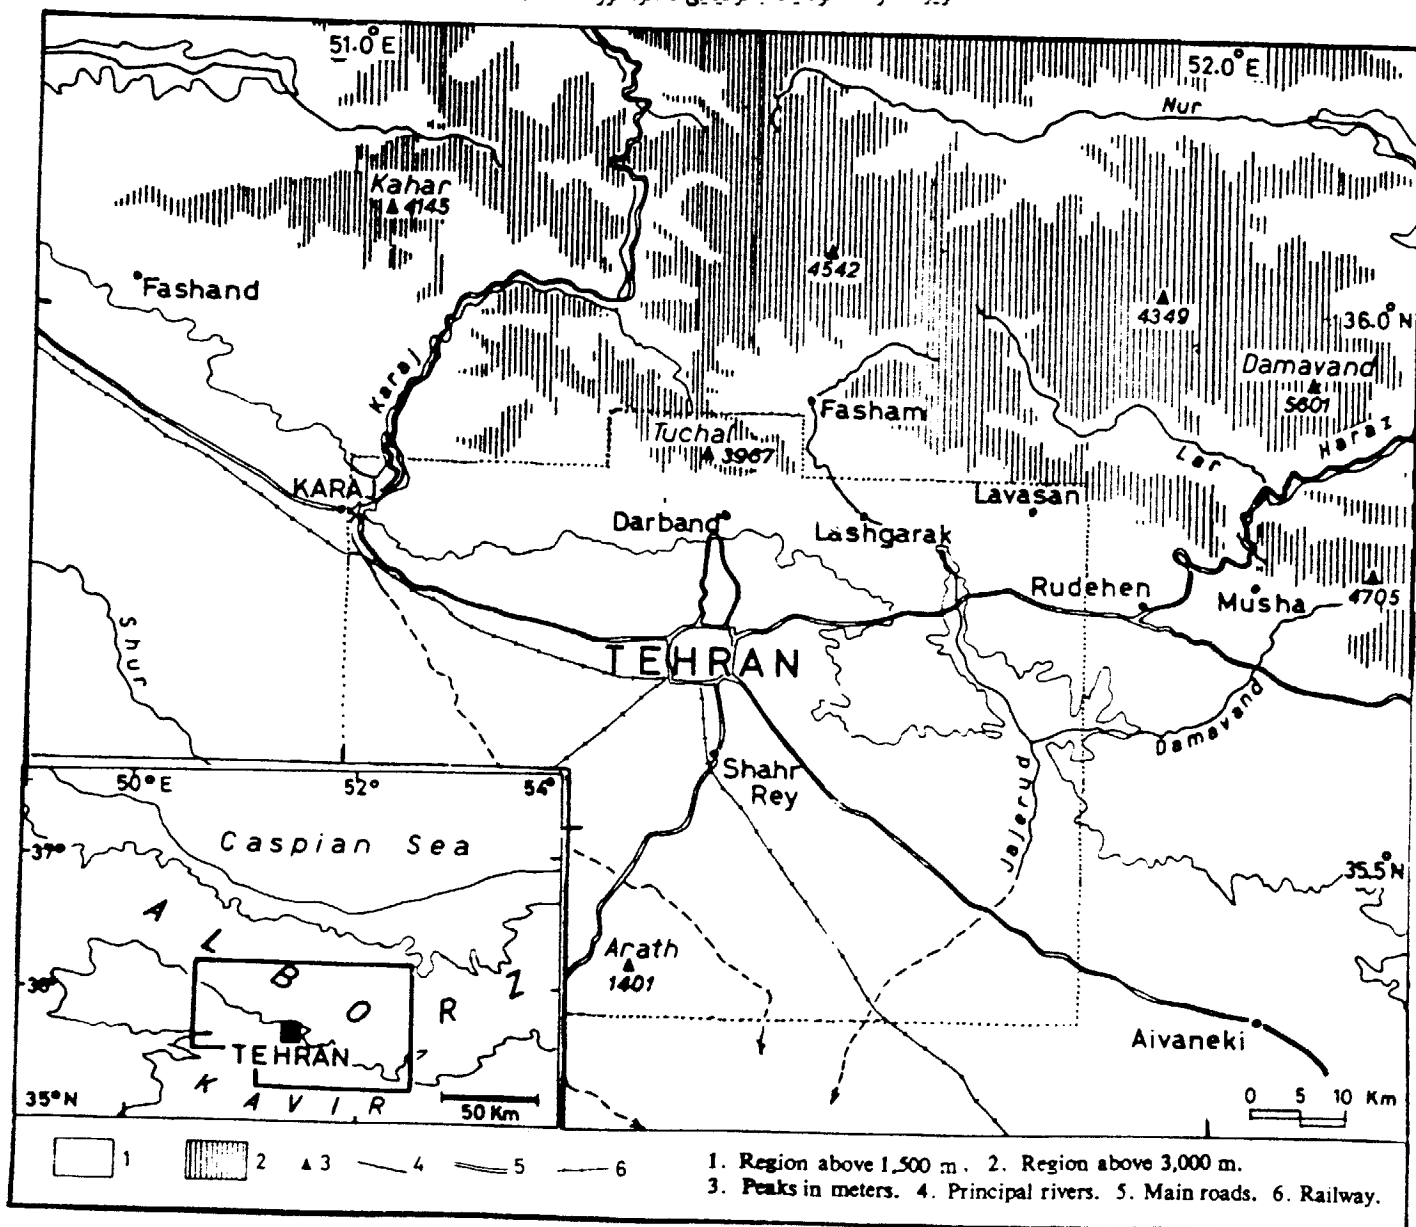 51.0°E
52.0°E
Nur
Kahar
4145
4542
Fashand
4349
36.0°N
Karaj
Damavand
5601
Fasham
Tuchal
3967
Haraz
Lar
KARAJ
Lavasan
Darband
Lashgarak
Rudehen
Musha
4705
Shur
TEHRAN
Damavand
Shahr
Rey
Jajerud
50°E
52°
54°
Caspian Sea
37°
35.5°N
ALBORZ
Arath
1401
36°
Aivaneki
TEHRAN
KAVIR
35°N
50 Km
0 5 10 Km
1 2 3 4 5 6
1. Region above 1,500 m. 2. Region above 3,000 m.
3. Peaks in meters. 4. Principal rivers. 5. Main roads. 6. Railway.